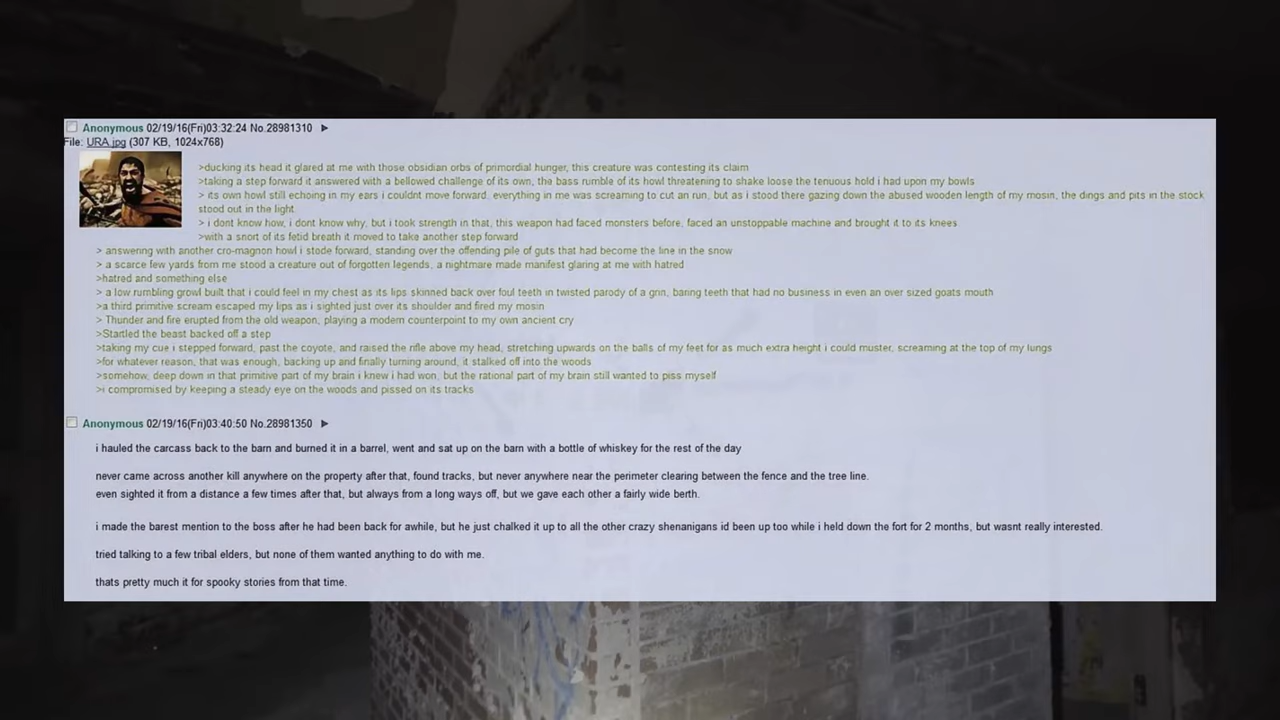 Anonymous 02/19/16(Fri)03:32:24 No.28981310 ▶
File: URA.jpg (307 KB, 1024x768)
>ducking its head it glared at me with those obsidian orbs of primordial hunger, this creature was contesting its claim
>taking a step forward it answered with a bellowed challenge of its own, the bass rumble of its howl threatening to shake loose the tenuous hold i had upon my bowls
> its own howl still echoing in my ears i couldnt move forward, everything in me was screaming to cut an run, but as i stood there gazing down the abused wooden length of my mosin, the dings and pits in the stock
stood out in the light.
> i dont know how, i dont know why, but i took strength in that, this weapon had faced monsters before, faced an unstoppable machine and brought it to its knees.
>with a snort of its fetid breath it moved to take another step forward
> answering with another cro-magnon howl i stode forward, standing over the offending pile of guts that had become the line in the snow
> a scarce few yards from me stood a creature out of forgotten legends, a nightmare made manifest glaring at me with hatred
>hatred and something else
> a low rumbling growl built that i could feel in my chest as its lips skinned back over foul teeth in twisted parody of a grin, baring teeth that had no business in even an over sized goats mouth
>a third primitive scream escaped my lips as i sighted just over its shoulder and fired my mosin
> Thunder and fire erupted from the old weapon, playing a modern counterpoint to my own ancient cry
>Startled the beast backed off a step
>taking my cue i stepped forward, past the coyote, and raised the rifle above my head, stretching upwards on the balls of my feet for as much extra height i could muster, screaming at the top of my lungs
>for whatever reason, that was enough, backing up and finally turning around, it stalked off into the woods
>somehow, deep down in that primitive part of my brain i knew i had won, but the rational part of my brain still wanted to piss myself
>i compromised by keeping a steady eye on the woods and pissed on its tracks
Anonymous 02/19/16(Fri)03:40:50 No.28981350 ▶
i hauled the carcass back to the barn and burned it in a barrel, went and sat up on the barn with a bottle of whiskey for the rest of the day
never came across another kill anywhere on the property after that, found tracks, but never anywhere near the perimeter clearing between the fence and the tree line.
even sighted it from a distance a few times after that, but always from a long ways off, but we gave each other a fairly wide berth.
i made the barest mention to the boss after he had been back for awhile, but he just chalked it up to all the other crazy shenanigans id been up too while i held down the fort for 2 months, but wasnt really interested.
tried talking to a few tribal elders, but none of them wanted anything to do with me.
thats pretty much it for spooky stories from that time.